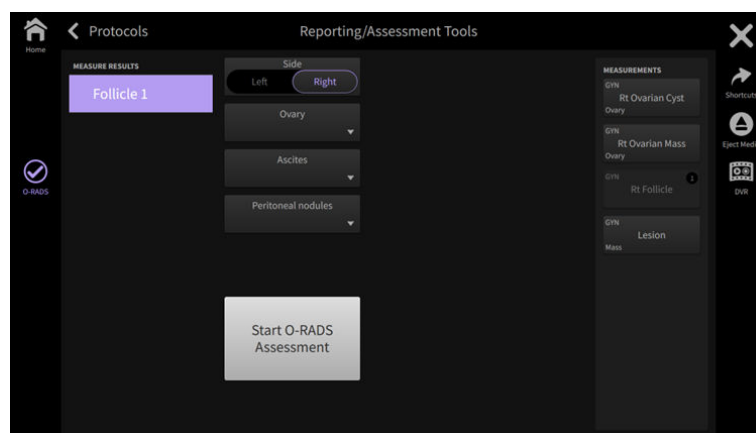 Home
Protocols
Reporting/Assessment Tools
MEASURE RESULTS
Follicle 1
O-RADS
Side
Left
Right
Ovary
Ascites
Peritoneal nodules
Start O-RADS
Assessment
MEASUREMENTS
GYN
Rt Ovarian Cyst
Ovary
GYN
Rt Ovarian Mass
Ovary
GYN
1
Rt Follicle
GYN
Lesion
Mass
Shortcuts
Eject Medi
DVR